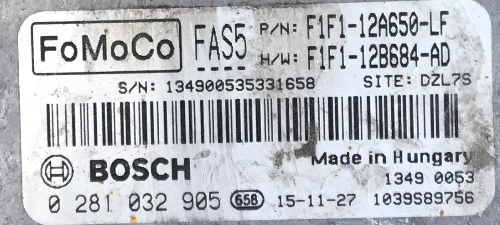 FoMoCo FAS5 P/N: F1F1-12A650-LF
H/W: F1F1-12B684-AD
S/N: 134900535331658 SITE: DZL7S
BOSCH Made in Hungary
1349 0053
0 281 032 905 658 15-11-27 1039S89756